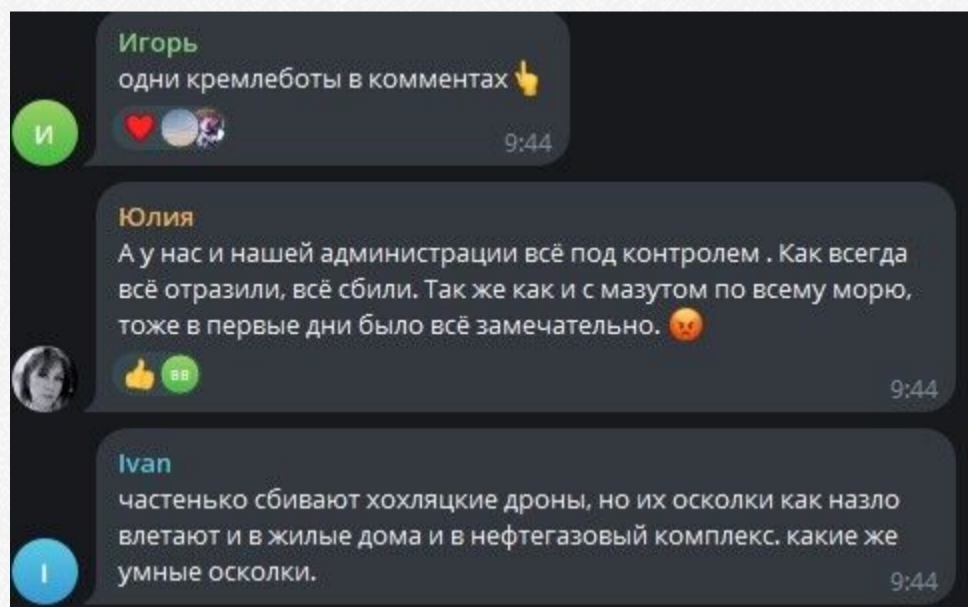 Игорь
одни кремлеботы в комментах👆
И
9:44
Юлия
А у нас и нашей администрации всё под контролем . Как всегда
всё отразили, всё сбили. Так же как и с мазутом по всему морю,
тоже в первые дни было всё замечательно. 😡
ВВ
9:44
Ivan
частенько сбивают хохляцкие дроны, но их осколки как назло
влетают и в жилые дома и в нефтегазовый комплекс. какие же
умные осколки.
I
9:44